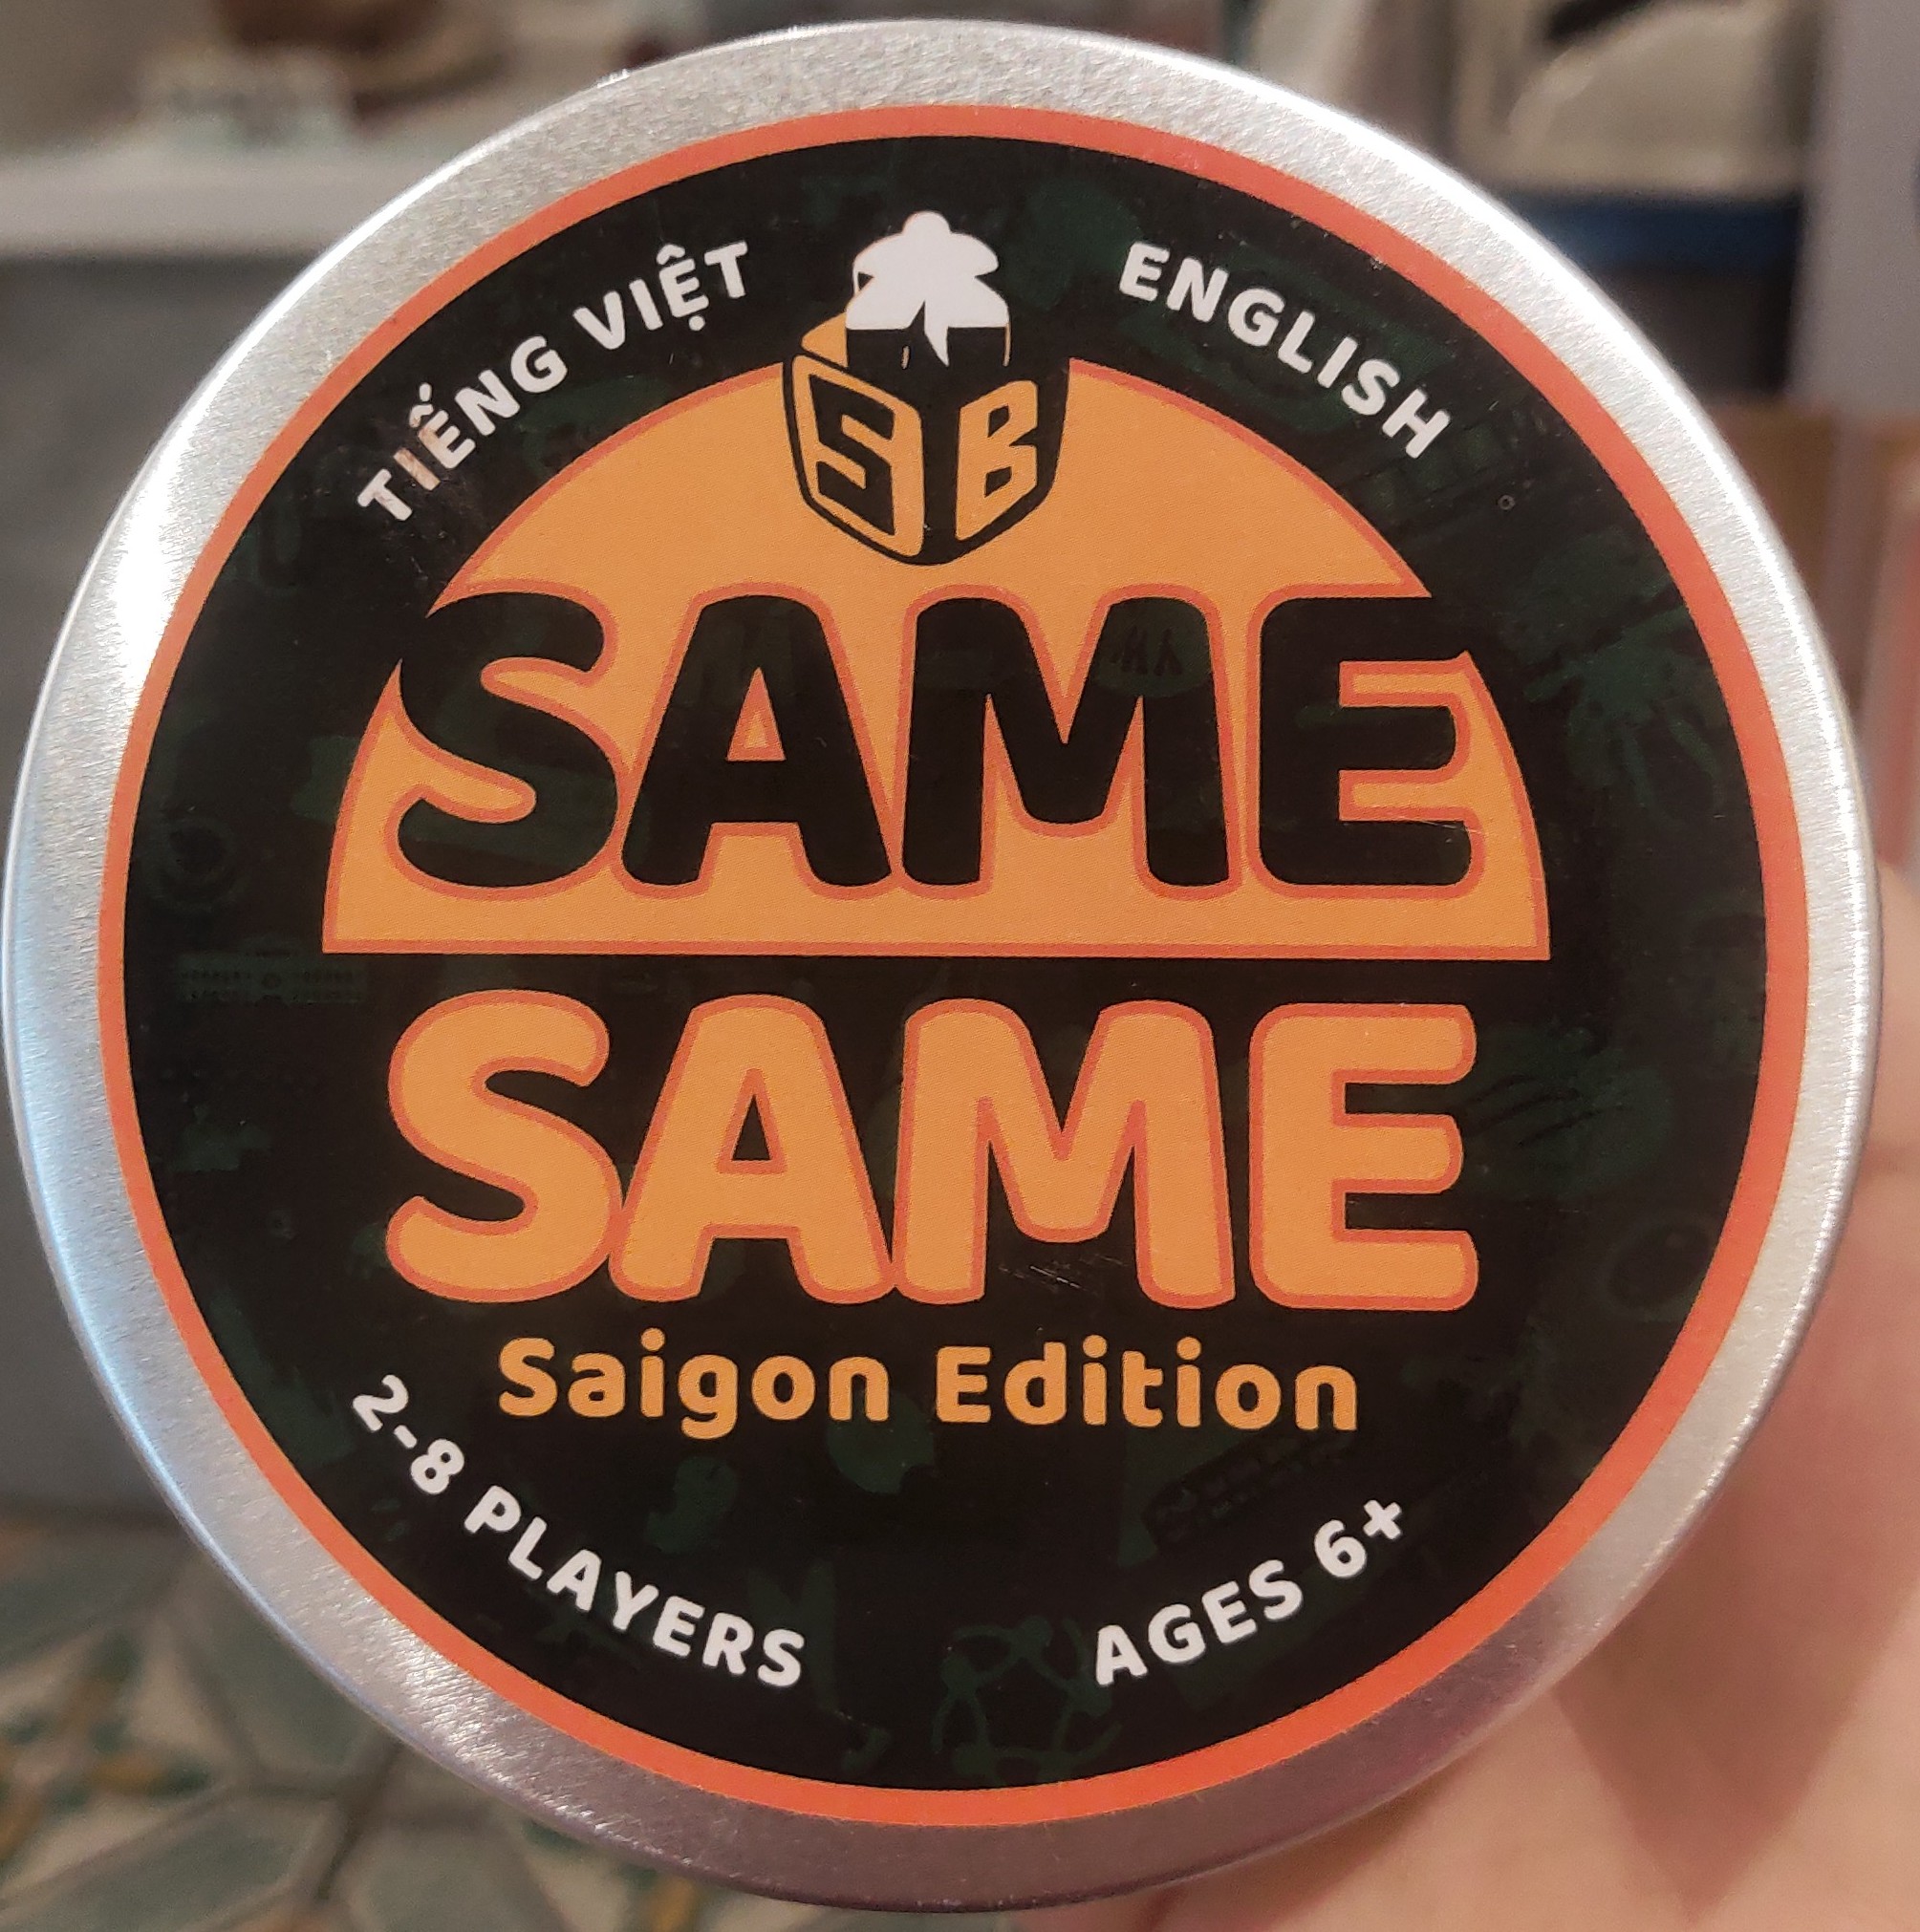 TIẾNG VIỆT
ENGLISH
SB
SAME
SAME
Saigon Edition
2-8 PLAYERS
AGES 6+